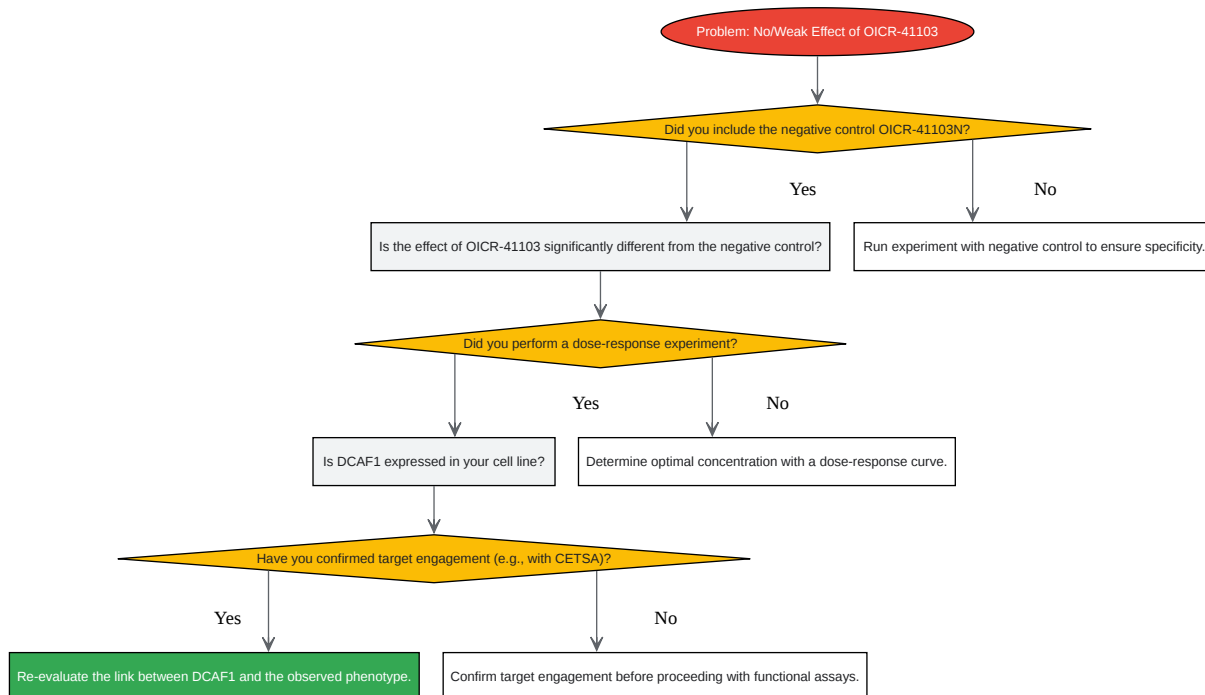 Problem: No/Weak Effect of OICR-41103
Did you include the negative control OICR-41103N?
Yes
No
Is the effect of OICR-41103 significantly different from the negative control?
Run experiment with negative control to ensure specificity.
Did you perform a dose-response experiment?
Yes
No
Is DCAF1 expressed in your cell line?
Determine optimal concentration with a dose-response curve.
Have you confirmed target engagement (e.g., with CETSA)?
Yes
No
Re-evaluate the link between DCAF1 and the observed phenotype.
Confirm target engagement before proceeding with functional assays.